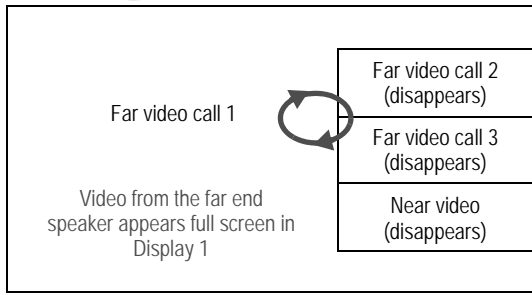 Far video call 1
Video from the far end
speaker appears full screen in
Display 1
Far video call 2
(disappears)
Far video call 3
(disappears)
Near video
(disappears)